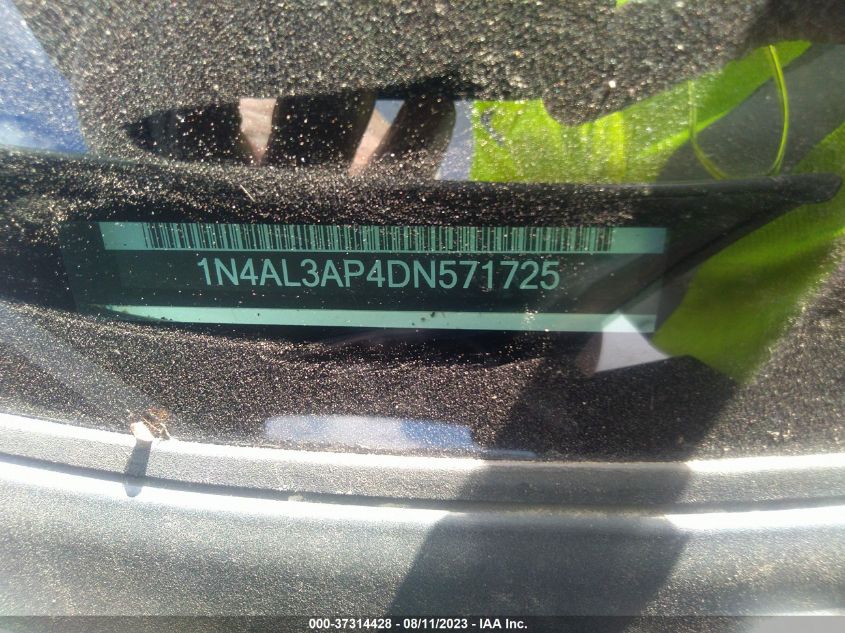 1N4AL3AP4DN571725
000-37314428 - 08/11/2023 - IAA Inc.